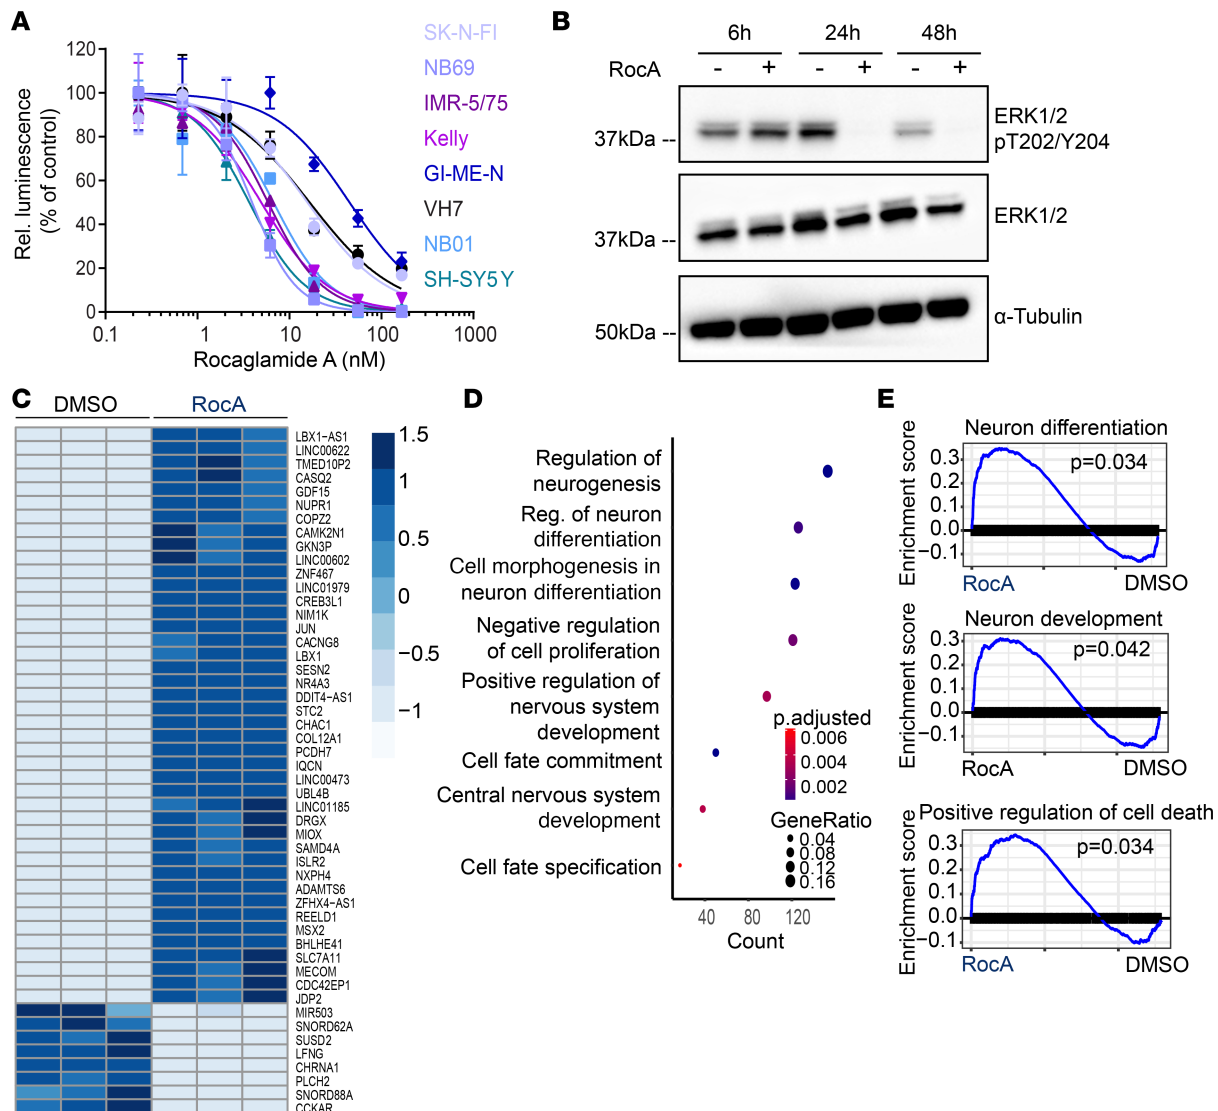 A
Rel. luminescence
(% of control)
120
100
80
60
40
20
0
0.1
1
10
100
1000
Rocaglamide A (nM)
SK-N-FI
NB69
IMR-5/75
Kelly
GI-ME-N
VH7
NB01
SH-SY5Y
B
6h
24h
48h
RocA
- + - + - +
37kDa --
ERK1/2
pT202/Y204
37kDa --
ERK1/2
50kDa --
α-Tubulin
C
DMSO
RocA
LBX1-AS1
LINC00622
TMED10P2
CASQ2
GDF15
NUPR1
COPZ2
CAMK2N1
GKN3P
LINC00602
ZNF467
LINC01979
CREB3L1
NIM1K
JUN
CACNG8
LBX1
SESN2
NR4A3
DDIT4-AS1
STC2
CHAC1
COL12A1
PCDH7
IQCN
LINC00473
UBL4B
LINC01185
DRGX
MIOX
SAMD4A
ISLR2
NXPH4
ADAMTS6
ZFHX4-AS1
REELD1
MSX2
BHLHE41
SLC7A11
MECOM
CDC42EP1
JDP2
MIR503
SNORD62A
SUSD2
LFNG
CHRNA1
PLCH2
SNORD88A
CCKAR
1.5
1
0.5
0
−0.5
−1
D
Regulation of
neurogenesis
Reg. of neuron
differentiation
Cell morphogenesis in
neuron differentiation
Negative regulation
of cell proliferation
Positive regulation of
nervous system
development
Cell fate commitment
Central nervous system
development
Cell fate specification
p.adjusted
0.006
0.004
0.002
GeneRatio
0.04
0.08
0.12
0.16
40
80
120
Count
E
Neuron differentiation
Enrichment score
0.3
0.2
0.1
0.0
−0.1
p=0.034
RocA
DMSO
Neuron development
Enrichment score
0.3
0.2
0.1
0.0
−0.1
p=0.042
RocA
DMSO
Positive regulation of cell death
Enrichment score
0.3
0.2
0.1
0.0
−0.1
p=0.034
RocA
DMSO